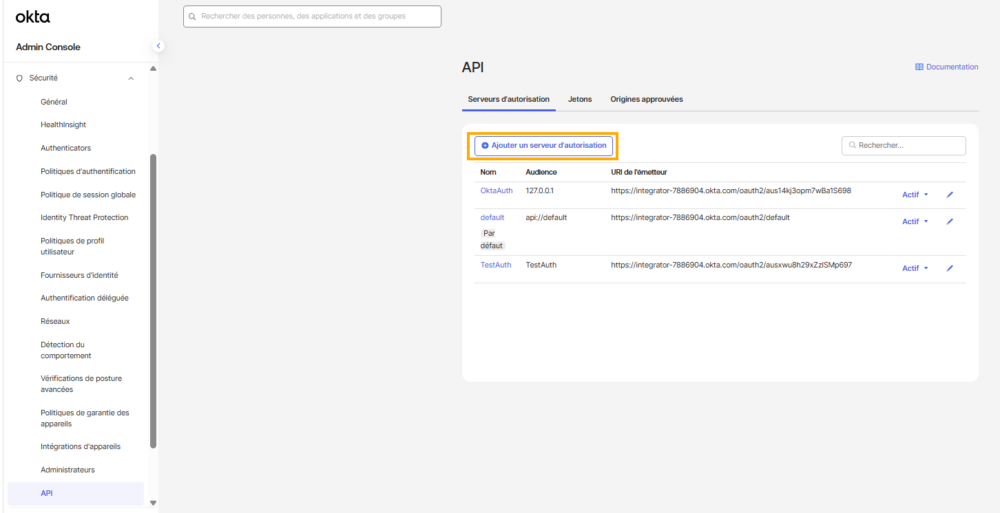 okta
Rechercher des personnes, des applications et des groupes
Admin Console
Sécurité
Général
HealthInsight
Authenticators
Politiques d'authentification
Politique de session globale
Identity Threat Protection
Politiques de profil
utilisateur
Fournisseurs d'identité
Authentification déléguée
Réseaux
Détection du
comportement
Vérifications de posture
avancées
Politiques de garantie des
appareils
Intégrations d'appareils
Administrateurs
API
API
Documentation
Serveurs d'autorisation Jetons Origines approuvées
Ajouter un serveur d'autorisation
Rechercher...
Nom Audience URI de l'émetteur
OktaAuth 127.0.0.1 https://integrator-7886904.okta.com/oauth2/aus14kj3opm7wBa1S698 Actif
default api://default https://integrator-7886904.okta.com/oauth2/default Actif
Par
défaut
TestAuth TestAuth https://integrator-7886904.okta.com/oauth2/ausxwu8h29xZzISMp697 Actif